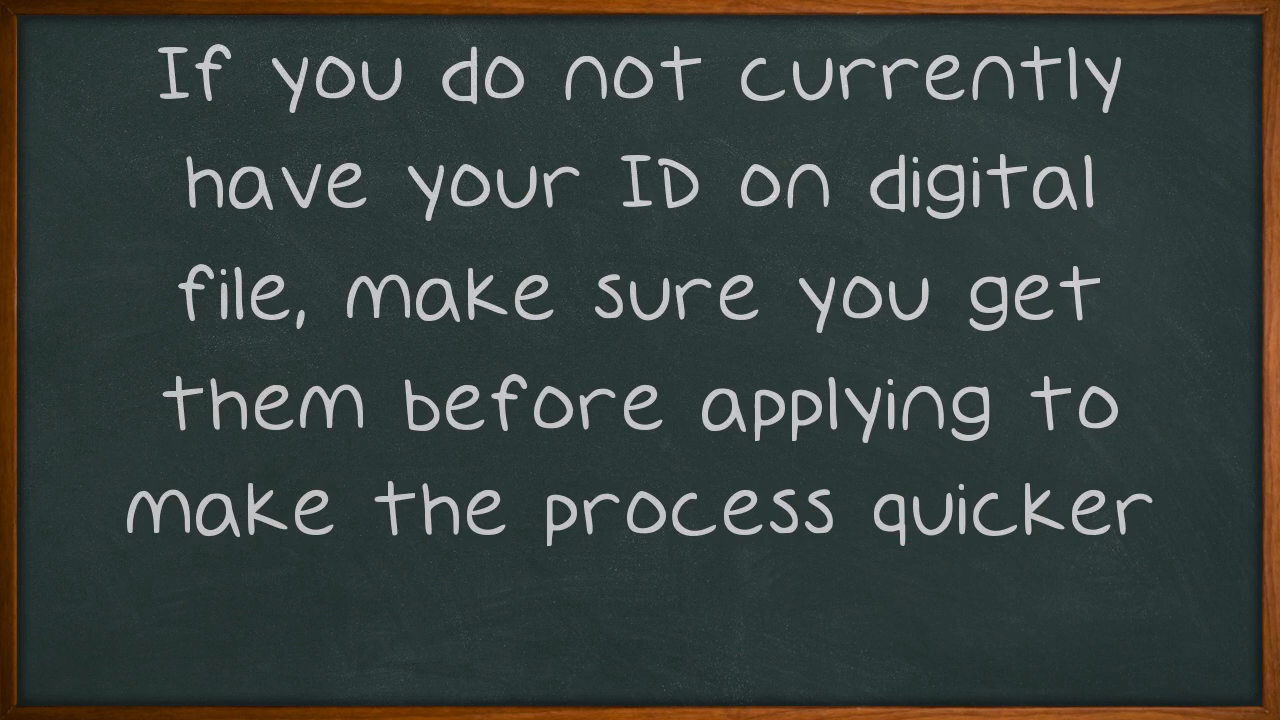 If you do not currently
have your ID on digital
file, make sure you get
them before applying to
make the process quicker